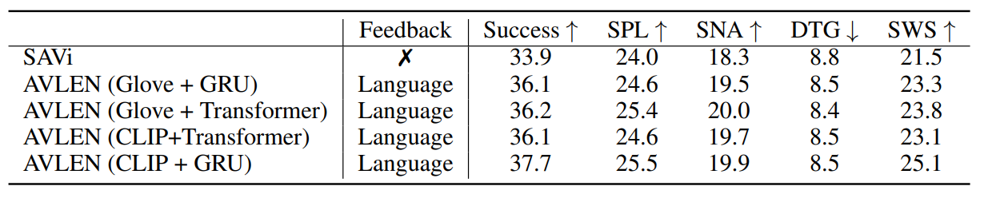 Feedback Success ↑ SPL ↑ SNA ↑ DTG ↓ SWS ↑
SAVi ✗ 33.9 24.0 18.3 8.8 21.5
AVLEN (Glove + GRU) Language 36.1 24.6 19.5 8.5 23.3
AVLEN (Glove + Transformer) Language 36.2 25.4 20.0 8.4 23.8
AVLEN (CLIP+Transformer) Language 36.1 24.6 19.7 8.5 23.1
AVLEN (CLIP + GRU) Language 37.7 25.5 19.9 8.5 25.1